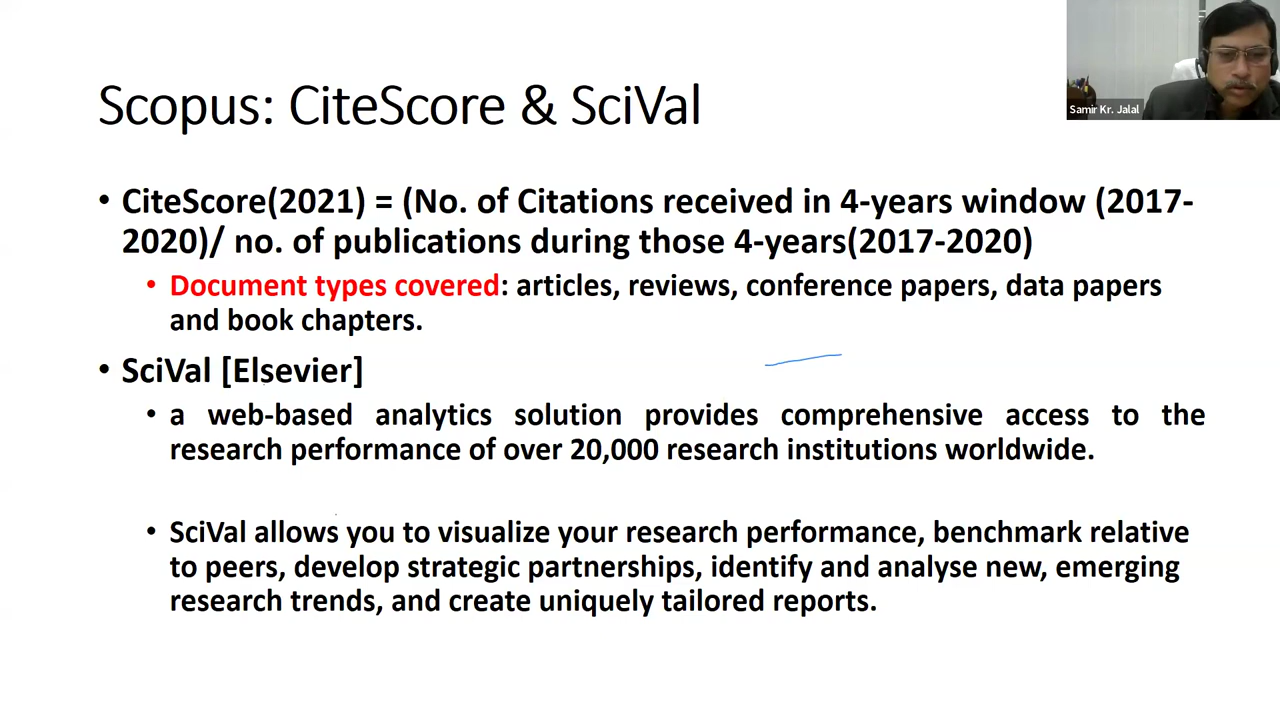 Samir Kr. Jalal
Scopus: CiteScore & SciVal
• CiteScore(2021) = (No. of Citations received in 4-years window (2017-
2020)/ no. of publications during those 4-years(2017-2020)
• Document types covered: articles, reviews, conference papers, data papers
and book chapters.
• SciVal [Elsevier]
• a web-based analytics solution provides comprehensive access to the
research performance of over 20,000 research institutions worldwide.
• SciVal allows you to visualize your research performance, benchmark relative
to peers, develop strategic partnerships, identify and analyse new, emerging
research trends, and create uniquely tailored reports.